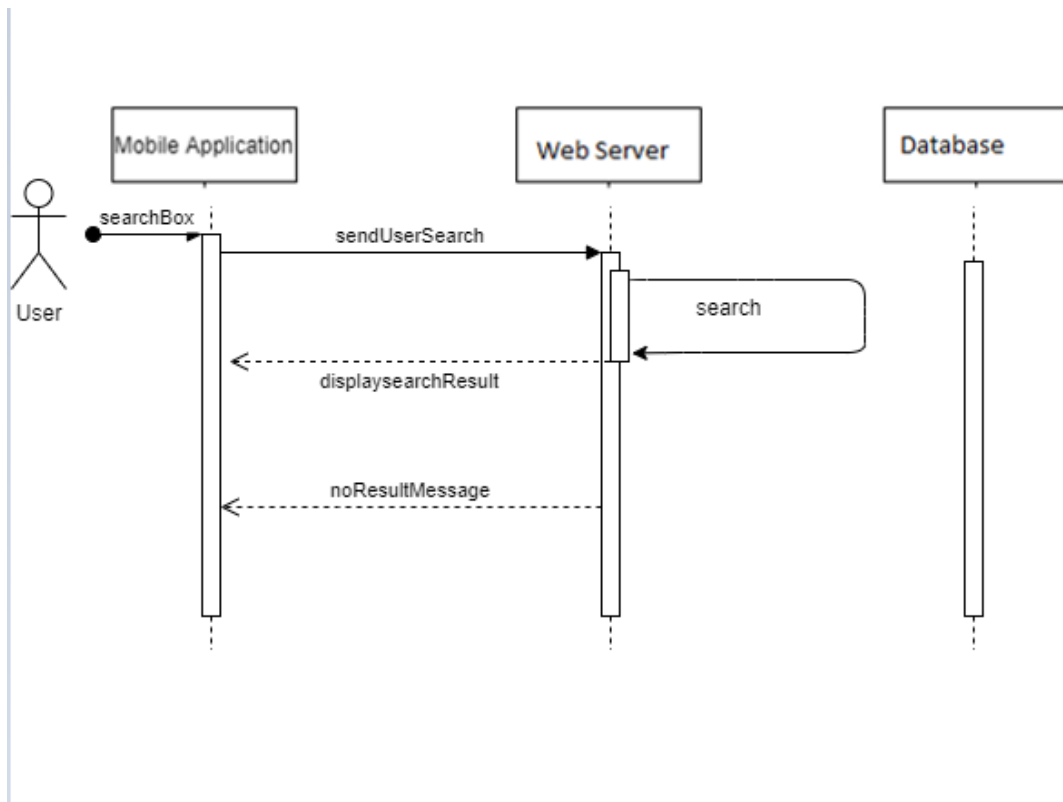 Mobile Application
Web Server
Database
searchBox
sendUserSearch
User
search
displaysearchResult
noResultMessage